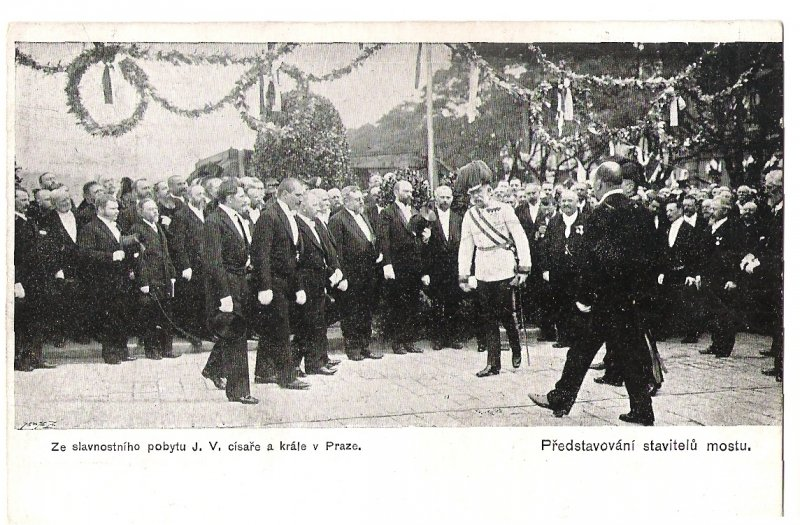 Ze slavnostního pobytu J. V. císaře a krále v Praze.
Představování stavitelů mostu.